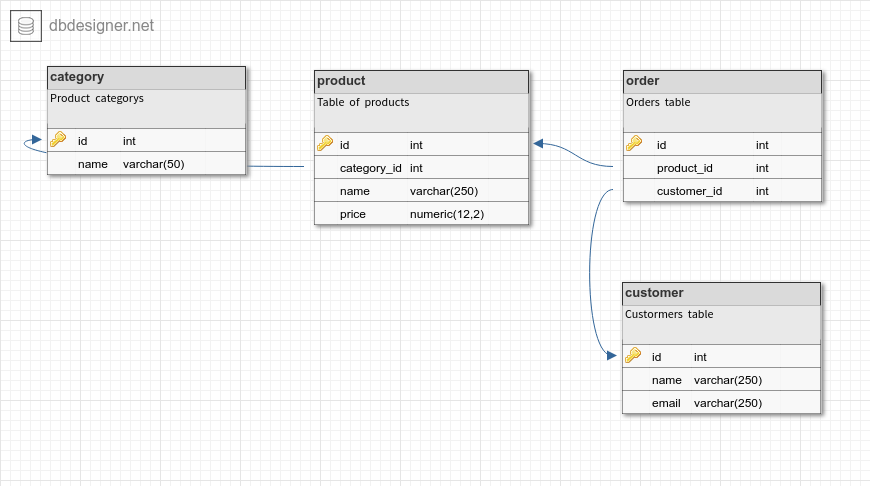 dbdesigner.net
category
Product categorys
id int
name varchar(50)
product
Table of products
id int
category_id int
name varchar(250)
price numeric(12,2)
order
Orders table
id int
product_id int
customer_id int
customer
Custormers table
id int
name varchar(250)
email varchar(250)